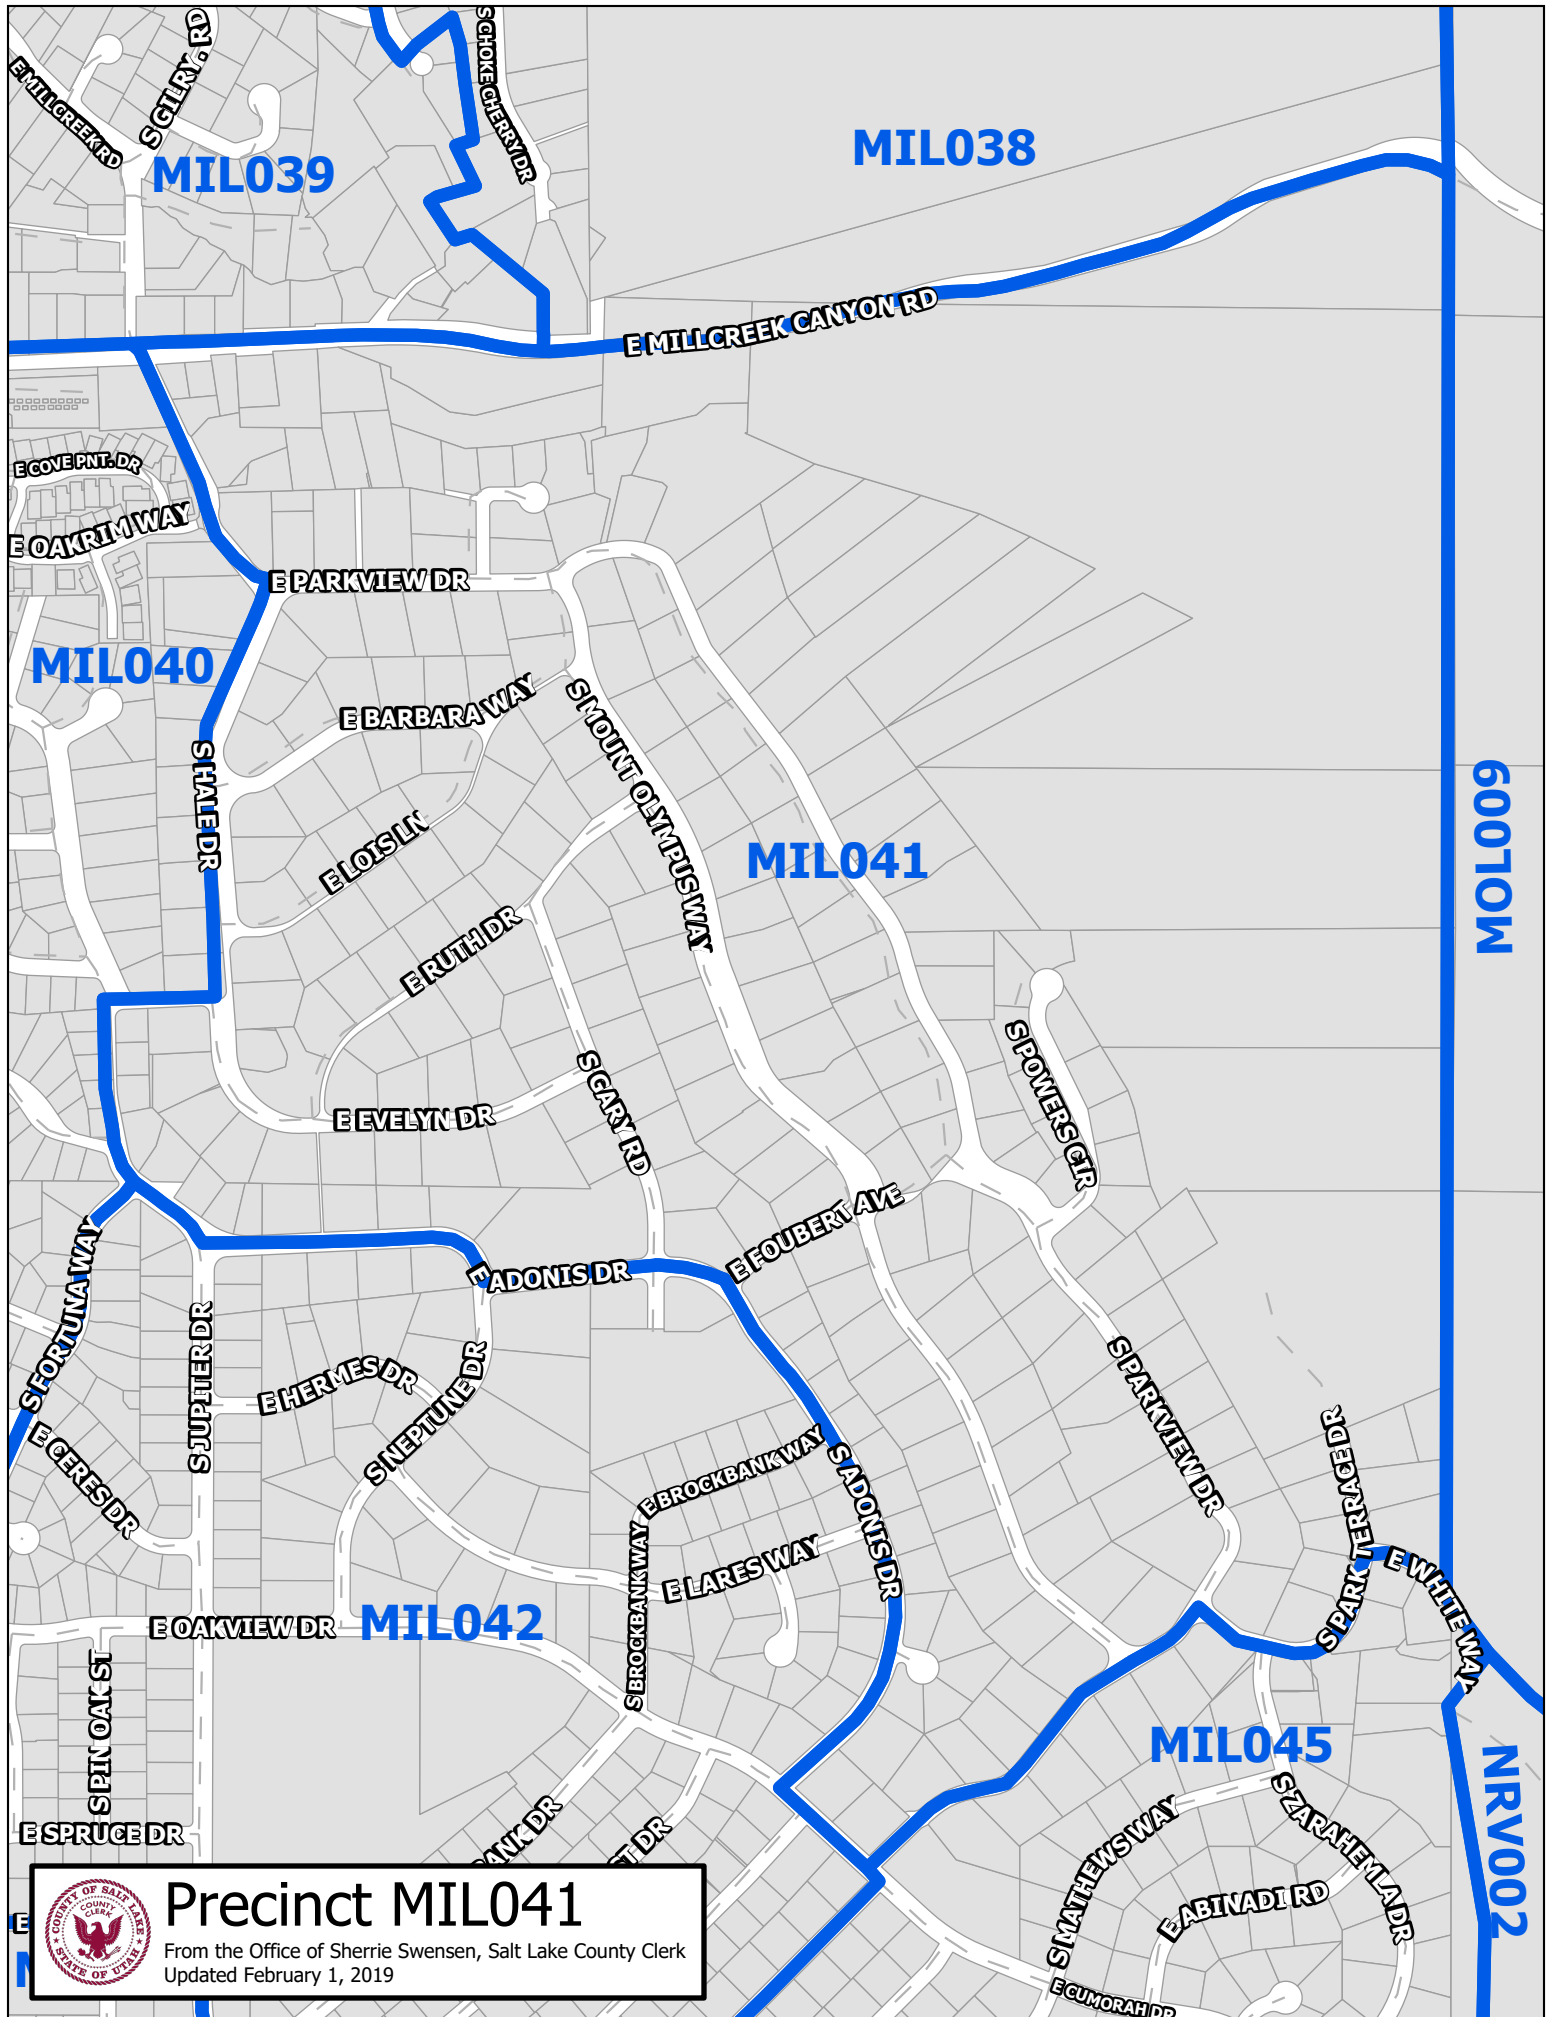 S CHOKE CHERRY DR
S GILRY. RD
E MILLCREEK RD
MIL039
MIL038
E MILLCREEK CANYON RD
E COVE PNT. DR
E OAKRIM WAY
E PARKVIEW DR
MIL040
E BARBARA WAY
S MOUNT OLYMPUS WAY
S HALE DR
E LOIS LN
MIL041
MOL009
E RUTH DR
S GARY RD
S POWERS CIR
E EVELYN DR
E FOUBERT AVE
S FORTUNA WAY
E ADONIS DR
S JUPITER DR
E HERMES DR
S NEPTUNE DR
S PARKVIEW DR
E CERES DR
E BROCKBANK WAY
S ADONIS DR
S PARK TERRACE DR
E WHITE WAY
S BROCKBANK WAY
E LARES WAY
E OAKVIEW DR
MIL042
S SPIN OAK ST
MIL045
NRV002
E SPRUCE DR
BANK DR
ST DR
S MATHEWS WAY
S ZARAHEMLA DR
E ABINADI RD
E CUMORAH DR
E
Precinct MIL041
From the Office of Sherrie Swensen, Salt Lake County Clerk
Updated February 1, 2019
COUNTY OF SALT LAKE
COUNTY
CLERK
STATE OF UTAH